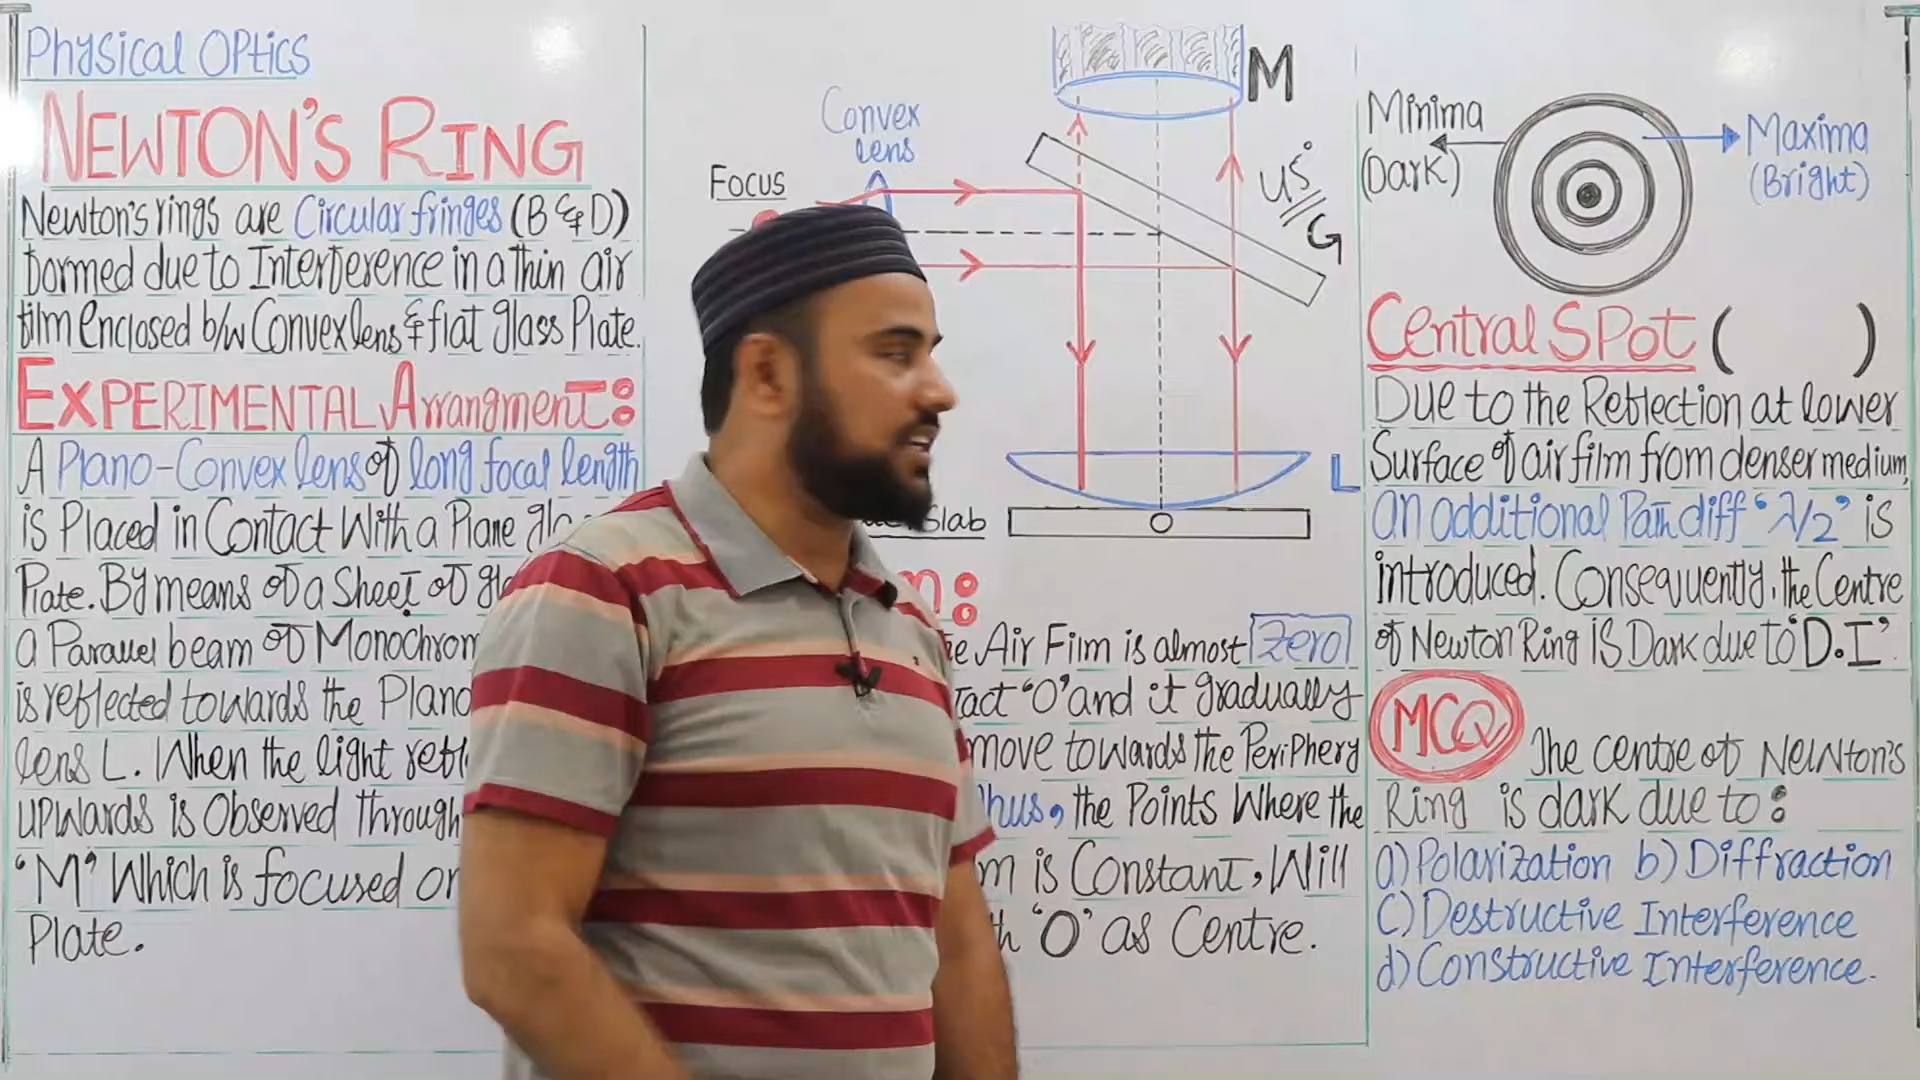 Physical Optics
NEWTON'S RING
Newton's rings are Circular fringes (B & D)
formed due to Interference in a thin air
film enclosed b/w Convex lens & flat glass Plate.
EXPERIMENTAL Arrangment:
A Plano-Convex lens of long focal length
is Placed in Contact With a Plane
Plate. By means of a Sheet of
a Parallel beam of
is reflected towards the
lens L. When the light
upwards is Observed through
'M' Which is focused on
Plate.
Convex
lens
Focus
M
45°
G
L
Slab
O
Air Film is almost Zero
'O' and it gradually
move towards the Periphery
the Points Where the
is Constant, Will
'O' as Centre.
Minima
(Dark)
Maxima
(Bright)
Central SPot ( )
Due to the Reflection at lower
Surface of air film from denser medium,
an additional Path diff 'λ/2' is
introduced. Consequently, the Centre
of Newton Ring is Dark due to 'D.I'.
MCQ The centre of Newton's
Ring is dark due to:
a) Polarization b) Diffraction
c) Destructive Interference
d) Constructive Interference.